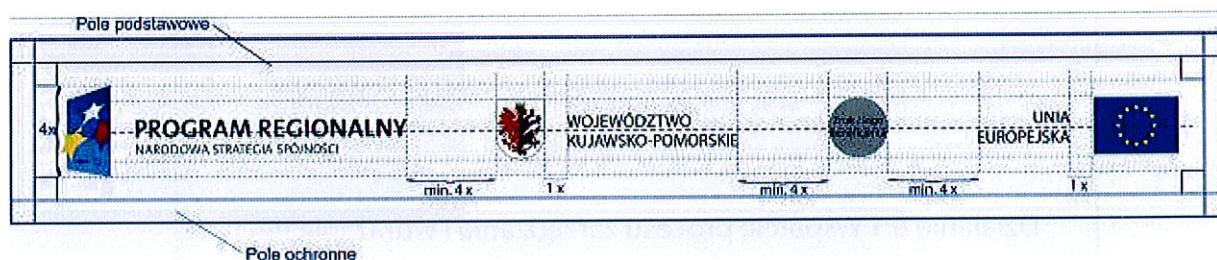 Pole podstawowe
4x
PROGRAM REGIONALNY
NARODOWA STRATEGIA SPÓJNOŚCI
WOJEWÓDZTWO
KUJAWSKO-POMORSKIE
UNIA
EUROPEJSKA
min. 4 x
1 x
min. 4 x
min. 4 x
1 x
Pole ochronne